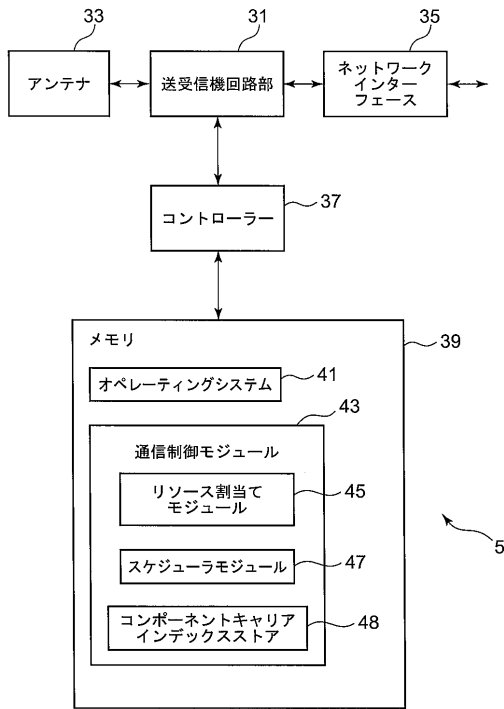 33
31
35
アンテナ
送受信機回路部
ネットワーク
インター
フェース
37
コントローラー
メモリ
39
オペレーティングシステム
41
43
通信制御モジュール
リソース割当て
モジュール
45
スケジューラモジュール
47
コンポーネントキャリア
インデックスストア
48
5